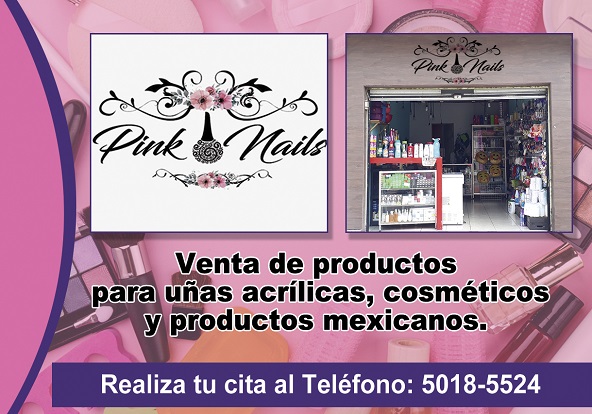 Pink Nails
Pink Nails
Venta de productos
para uñas acrílicas, cosméticos
y productos mexicanos.
Realiza tu cita al Teléfono: 5018-5524